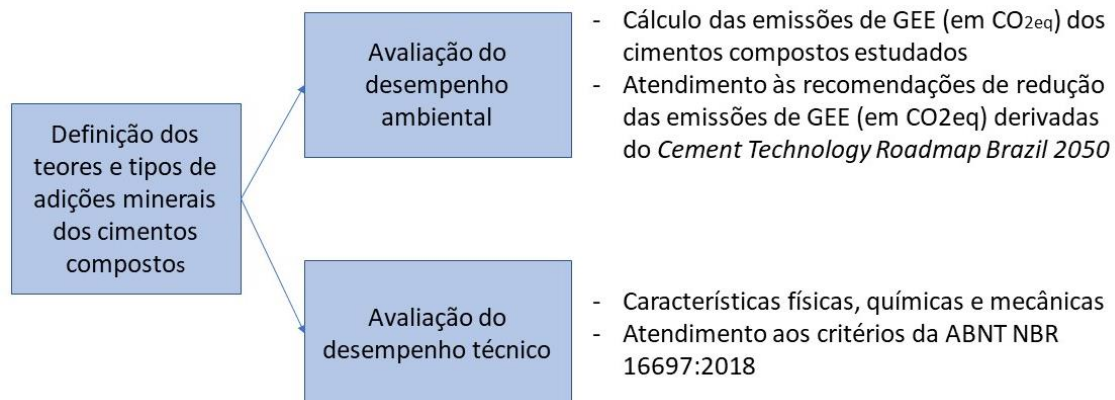 Definição dos
teores e tipos de
adições minerais
dos cimentos
compostos
Avaliação do
desempenho
ambiental
- Cálculo das emissões de GEE (em CO2eq) dos
cimentos compostos estudados
- Atendimento às recomendações de redução
das emissões de GEE (em CO2eq) derivadas
do Cement Technology Roadmap Brazil 2050
Avaliação do
desempenho técnico
- Características físicas, químicas e mecânicas
- Atendimento aos critérios da ABNT NBR
16697:2018